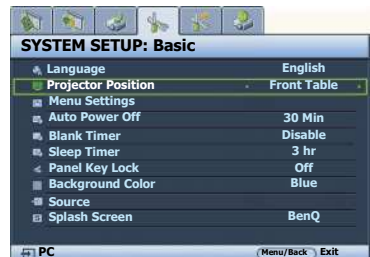 SYSTEM SETUP: Basic
Language English
Projector Position Front Table
Menu Settings
Auto Power Off 30 Min
Blank Timer Disable
Sleep Timer 3 hr
Panel Key Lock Off
Background Color Blue
Source
Splash Screen BenQ
PC Menu/Back Exit